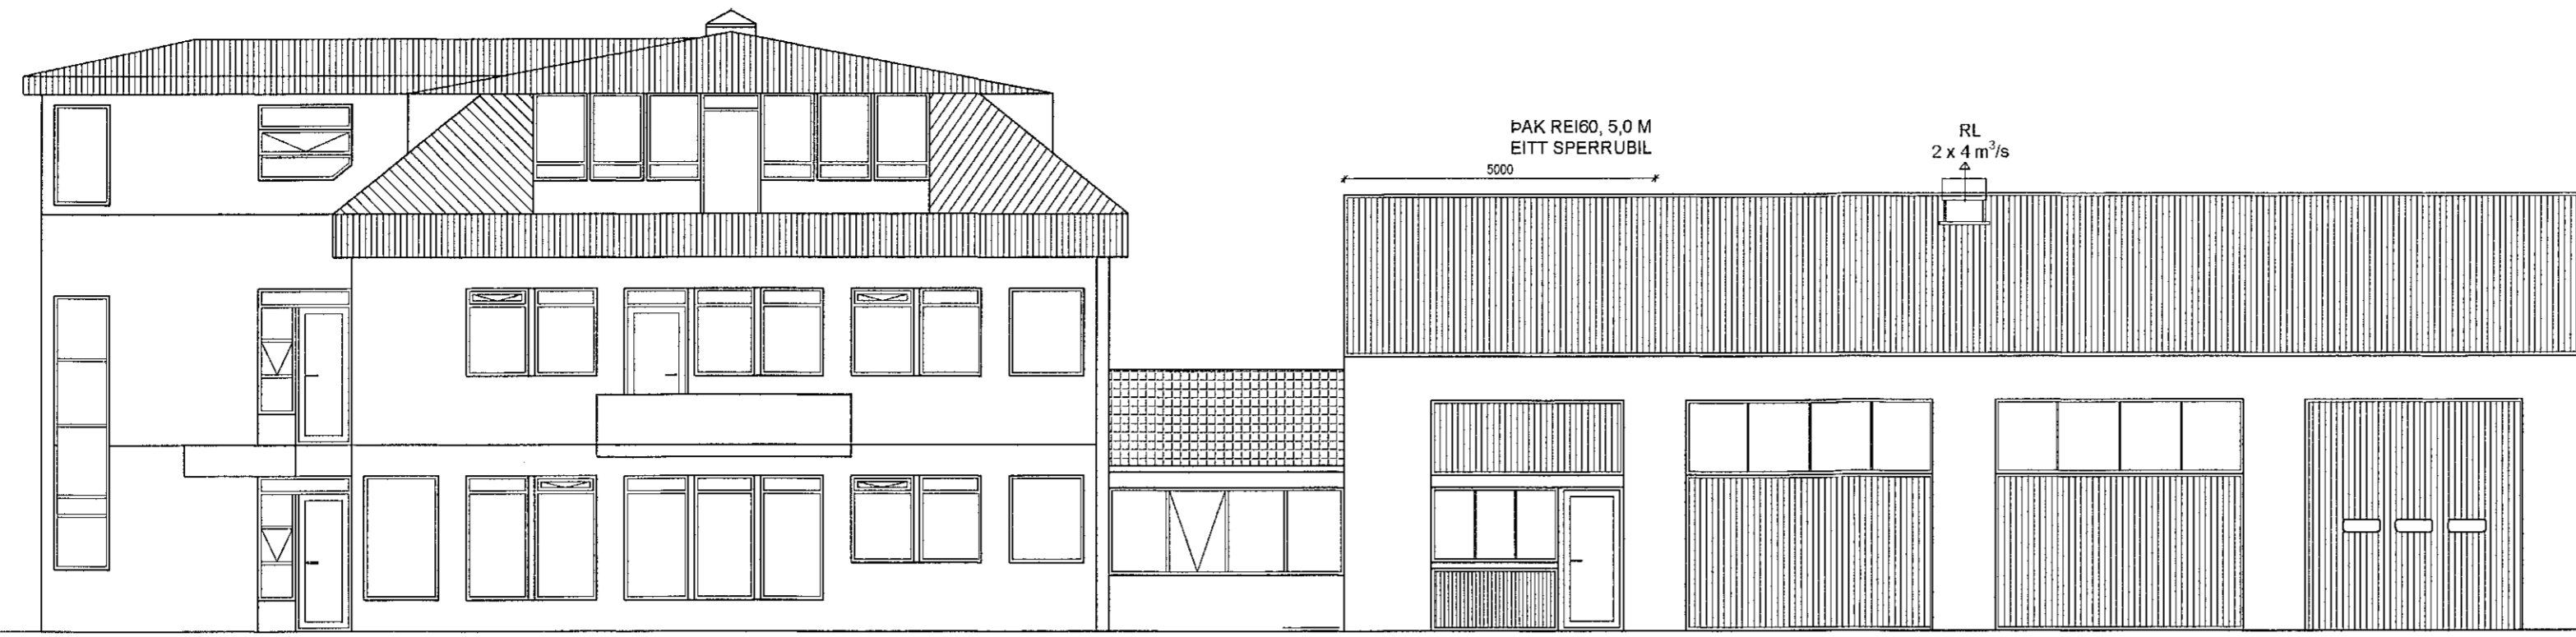 ÞAK REI60, 5,0 M
EITT SPERRUBIL
5000
RL
2 x 4 m³/s